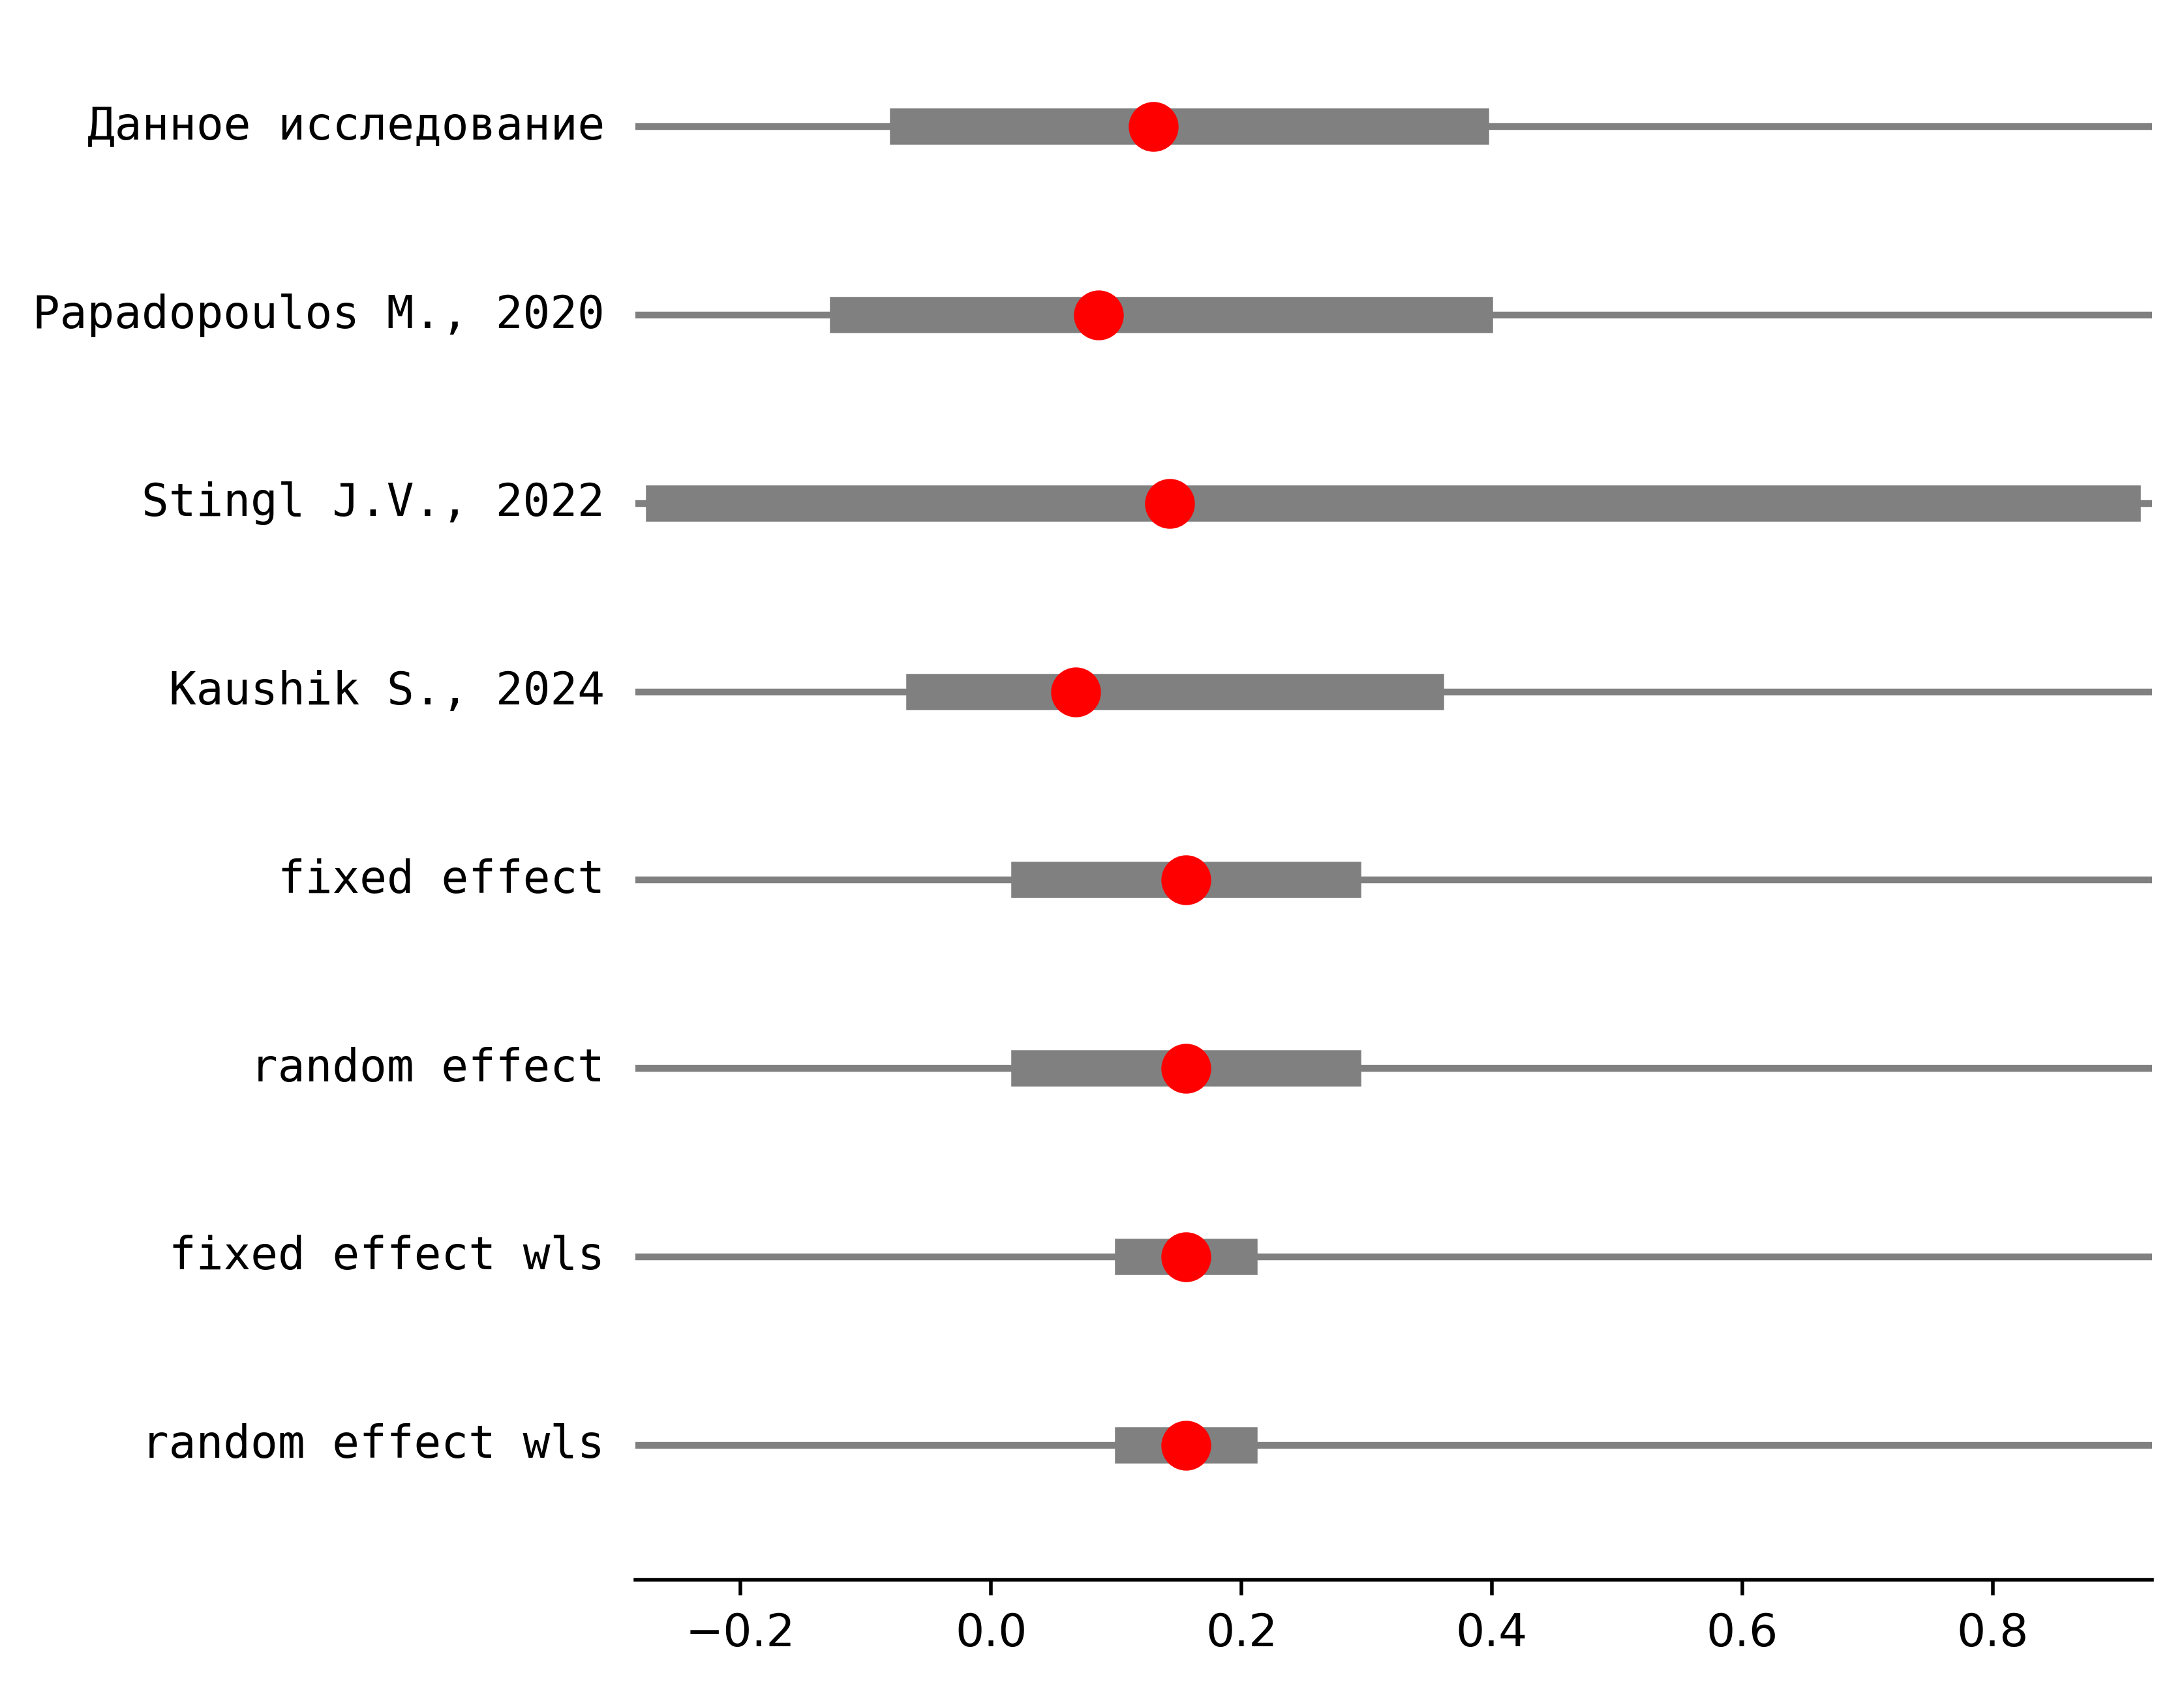 Данное исследование
Papadopoulos M., 2020
Stingl J.V., 2022
Kaushik S., 2024
fixed effect
random effect
fixed effect wls
random effect wls
−0.2 0.0 0.2 0.4 0.6 0.8